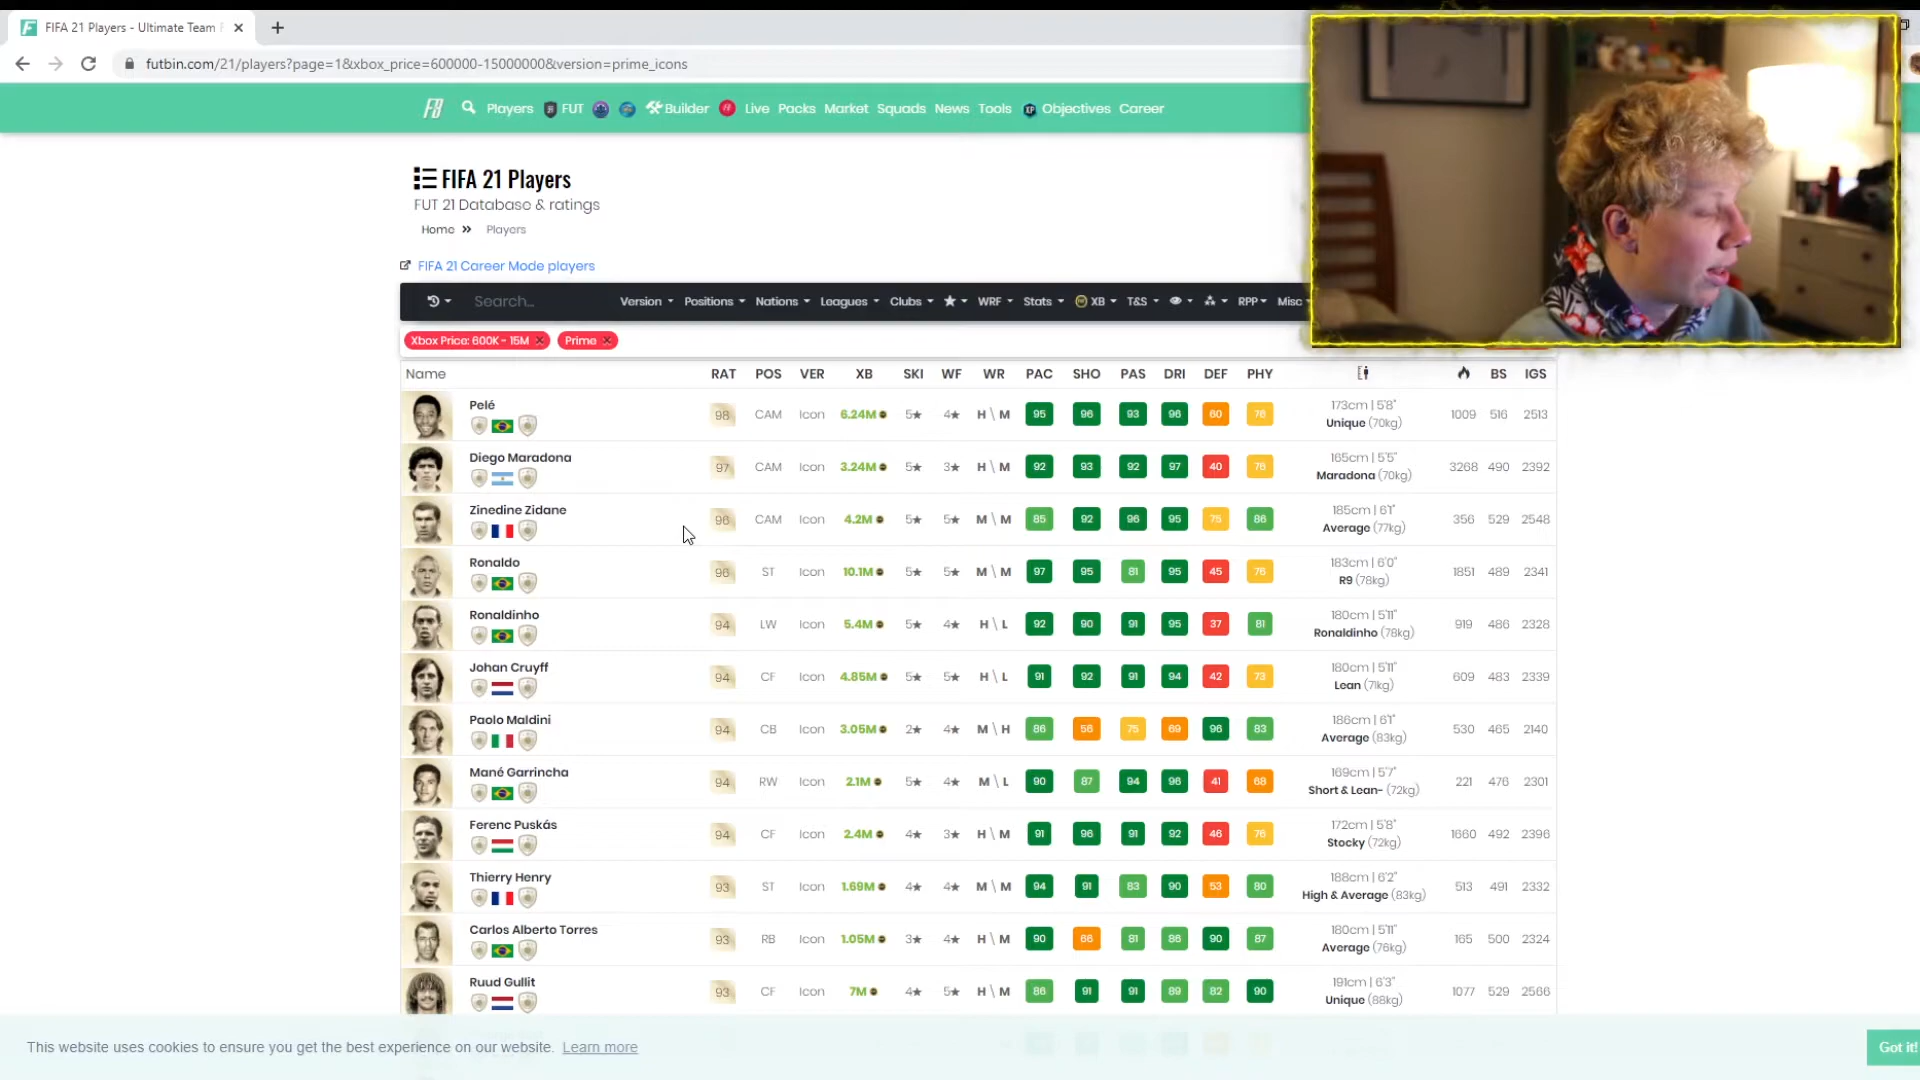 FIFA 21 Players - Ultimate Team F
futbin.com/21/players?page=1&xbox_price=600000-15000000&version=prime_icons
FB Players FUT Builder Live Packs Market Squads News Tools Objectives Career
FIFA 21 Players
FUT 21 Database & ratings
Home » Players
FIFA 21 Career Mode players
Search... Version Positions Nations Leagues Clubs WRF Stats XB T&S RPP Misc
Xbox Price: 600K - 15M × Prime ×
Name RAT POS VER XB SKI WF WR PAC SHO PAS DRI DEF PHY BS IGS
Pelé 98 CAM Icon 6.24M 5★ 4★ H \ M 95 96 93 96 60 76 173cm | 5'8" 1009 516 2513
Unique (70kg)
Diego Maradona 97 CAM Icon 3.24M 5★ 3★ H \ M 92 93 92 97 40 76 165cm | 5'5" 3268 490 2392
Maradona (70kg)
Zinedine Zidane 96 CAM Icon 4.2M 5★ 5★ M \ M 85 92 96 95 75 86 185cm | 6'1" 356 529 2548
Average (77kg)
Ronaldo 96 ST Icon 10.1M 5★ 5★ M \ M 97 95 81 95 45 76 183cm | 6'0" 1851 489 2341
R9 (78kg)
Ronaldinho 94 LW Icon 5.4M 5★ 4★ H \ L 92 90 91 95 37 81 180cm | 5'11" 919 486 2328
Ronaldinho (78kg)
Johan Cruyff 94 CF Icon 4.85M 5★ 5★ H \ L 91 92 91 94 42 73 180cm | 5'11" 609 483 2339
Lean (71kg)
Paolo Maldini 94 CB Icon 3.05M 2★ 4★ M \ H 86 56 75 69 96 83 186cm | 6'1" 530 465 2140
Average (83kg)
Mané Garrincha 94 RW Icon 2.1M 5★ 4★ M \ L 90 87 94 96 41 68 169cm | 5'7" 221 476 2301
Short & Lean- (72kg)
Ferenc Puskás 94 CF Icon 2.4M 4★ 3★ H \ M 91 96 91 92 46 76 172cm | 5'8" 1660 492 2396
Stocky (72kg)
Thierry Henry 93 ST Icon 1.69M 4★ 4★ M \ M 94 91 83 90 53 80 188cm | 6'2" 513 491 2332
High & Average (83kg)
Carlos Alberto Torres 93 RB Icon 1.05M 3★ 4★ H \ M 90 66 81 86 90 87 180cm | 5'11" 165 500 2324
Average (76kg)
Ruud Gullit 93 CF Icon 7M 4★ 5★ H \ M 86 91 91 89 82 90 191cm | 6'3" 1077 529 2566
Unique (88kg)
This website uses cookies to ensure you get the best experience on our website. Learn more Got it!